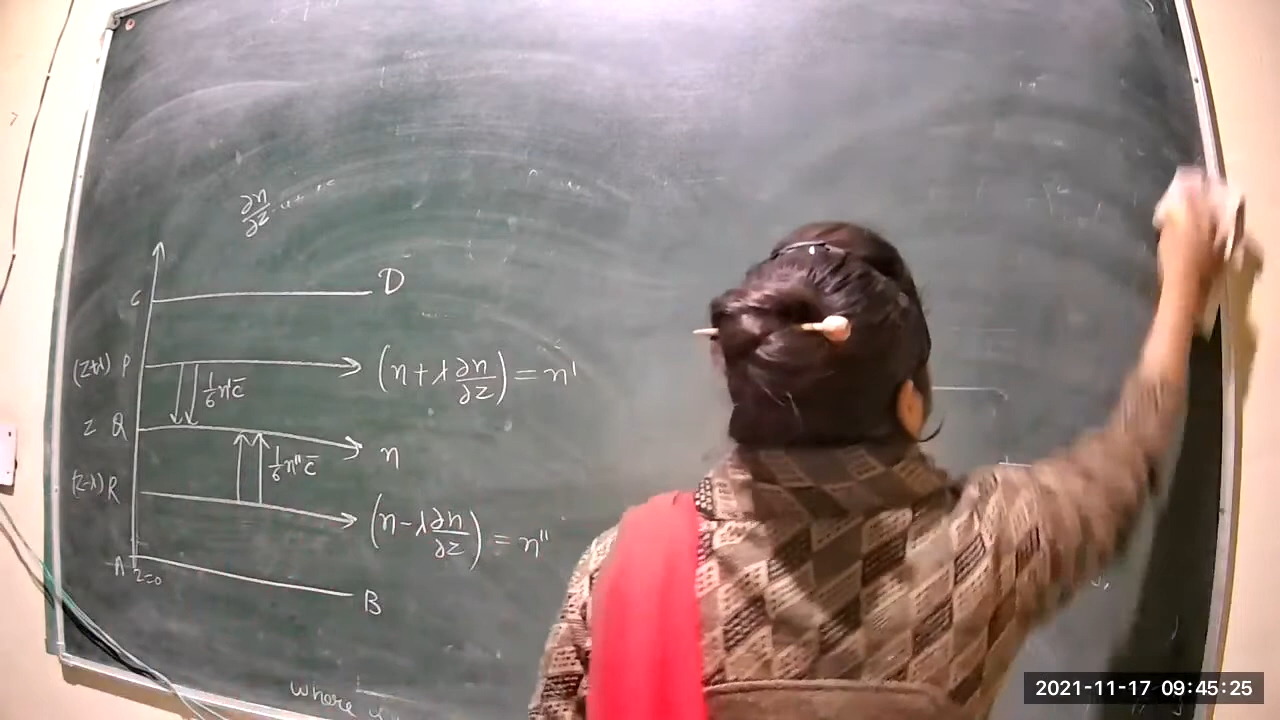 ∂n/∂z
C D
(z+λ) P (n+λ ∂n/∂z) = n'
1/6 n'c̄
z Q n
1/6 n''c̄
(z-λ) R (n-λ ∂n/∂z) = n''
A z=0 B
where
2021-11-17 09:45:25